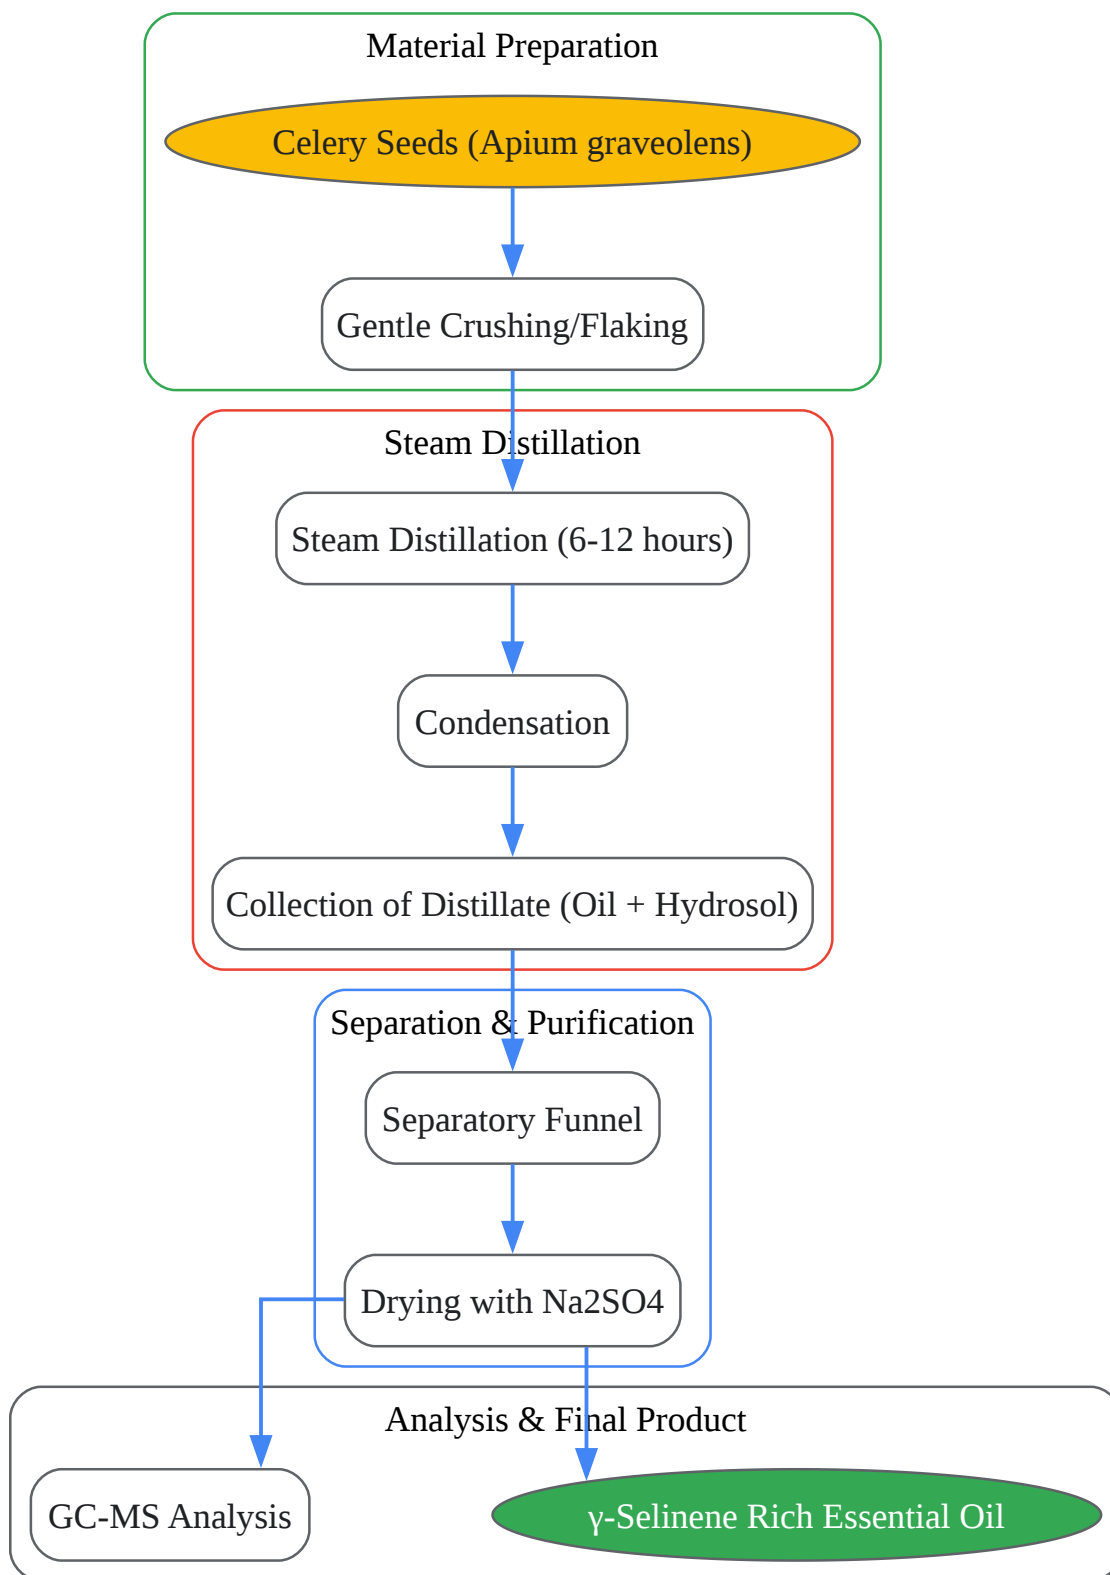 Material Preparation
Celery Seeds (Apium graveolens)
Gentle Crushing/Flaking
Steam Distillation
Steam Distillation (6-12 hours)
Condensation
Collection of Distillate (Oil + Hydrosol)
Separation & Purification
Separatory Funnel
Drying with Na2SO4
Analysis & Final Product
GC-MS Analysis
γ-Selinene Rich Essential Oil